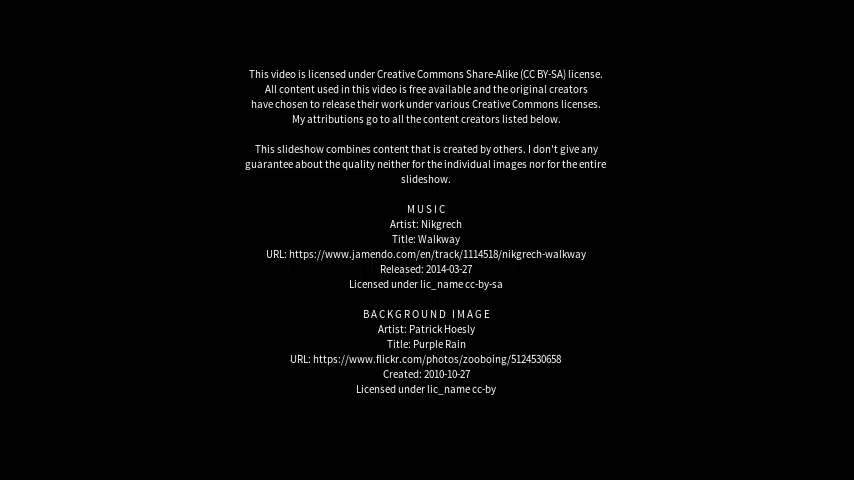 This video is licensed under Creative Commons Share-Alike (CC BY-SA) license.
All content used in this video is free available and the original creators
have chosen to release their work under various Creative Commons licenses.
My attributions go to all the content creators listed below.
This slideshow combines content that is created by others. I don't give any
guarantee about the quality neither for the individual images nor for the entire
slideshow.
MUSIC
Artist: Nikgrech
Title: Walkway
URL: https://www.jamendo.com/en/track/1114518/nikgrech-walkway
Released: 2014-03-27
Licensed under lic_name cc-by-sa
BACKGROUND IMAGE
Artist: Patrick Hoesly
Title: Purple Rain
URL: https://www.flickr.com/photos/zooboing/5124530658
Created: 2010-10-27
Licensed under lic_name cc-by